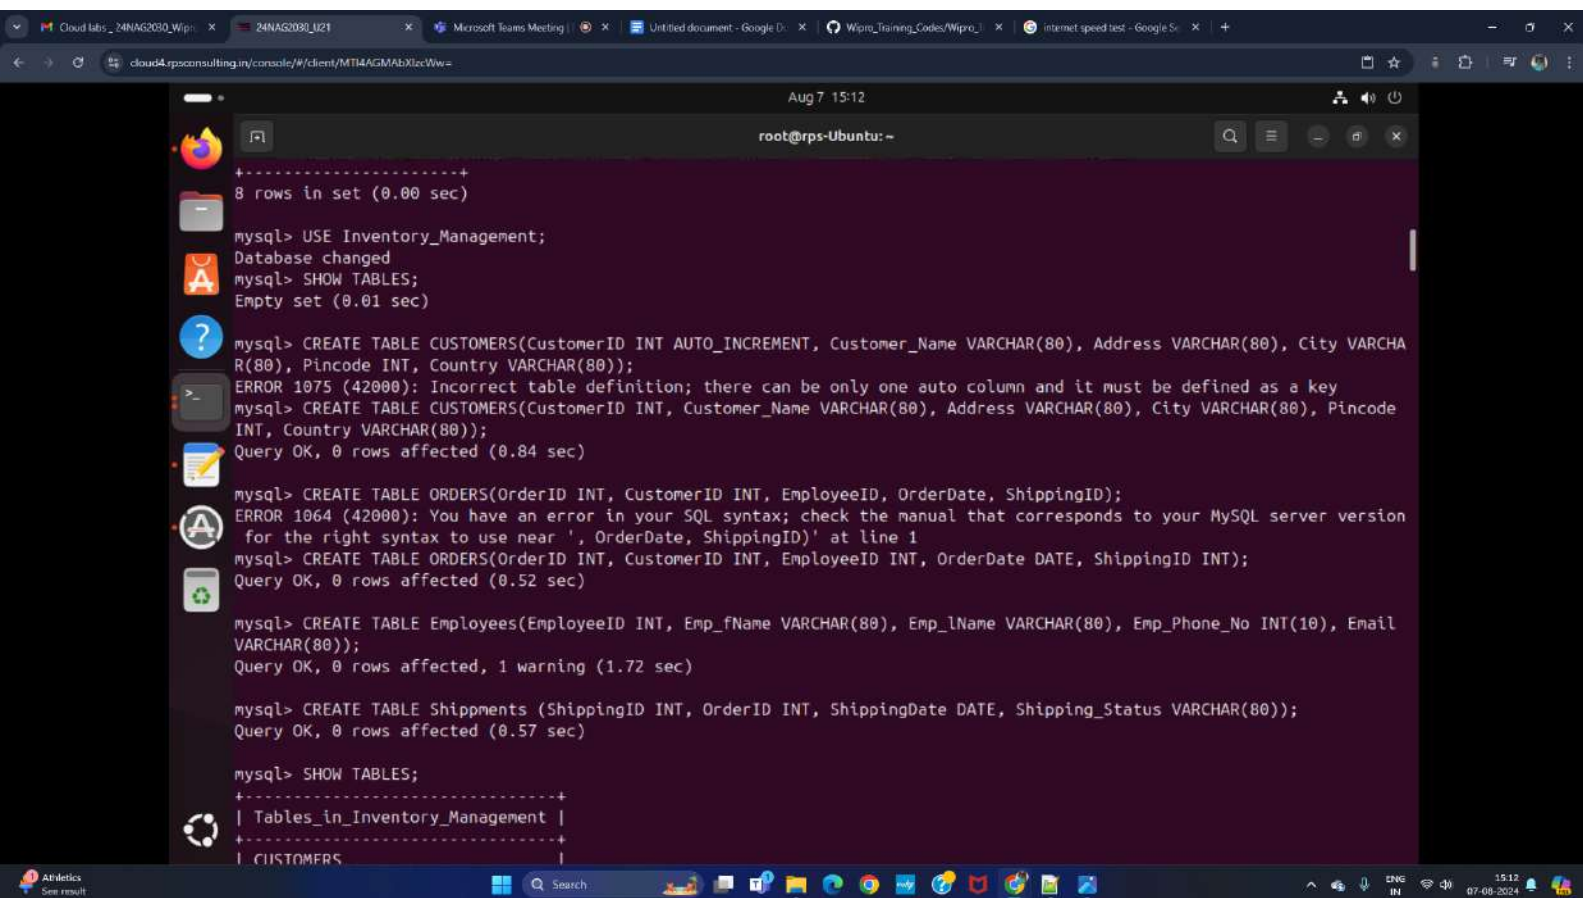 Cloud labs _ 24NAG2030_Wipr
24NAG2030_U21
Microsoft Teams Meeting |
Untitled document - Google D
Wipro_Training_Codes/Wipro_
internet speed test - Google Se
cloud4.rpsconsulting.in/console/#/client/MTI4AGMAbXlzcWw=
Aug 7 15:12
root@rps-Ubuntu: ~
+----------------------+
8 rows in set (0.00 sec)
mysql> USE Inventory_Management;
Database changed
mysql> SHOW TABLES;
Empty set (0.01 sec)
mysql> CREATE TABLE CUSTOMERS(CustomerID INT AUTO_INCREMENT, Customer_Name VARCHAR(80), Address VARCHAR(80), City VARCHA
R(80), Pincode INT, Country VARCHAR(80));
ERROR 1075 (42000): Incorrect table definition; there can be only one auto column and it must be defined as a key
mysql> CREATE TABLE CUSTOMERS(CustomerID INT, Customer_Name VARCHAR(80), Address VARCHAR(80), City VARCHAR(80), Pincode
INT, Country VARCHAR(80));
Query OK, 0 rows affected (0.84 sec)
mysql> CREATE TABLE ORDERS(OrderID INT, CustomerID INT, EmployeeID, OrderDate, ShippingID);
ERROR 1064 (42000): You have an error in your SQL syntax; check the manual that corresponds to your MySQL server version
for the right syntax to use near ', OrderDate, ShippingID)' at line 1
mysql> CREATE TABLE ORDERS(OrderID INT, CustomerID INT, EmployeeID INT, OrderDate DATE, ShippingID INT);
Query OK, 0 rows affected (0.52 sec)
mysql> CREATE TABLE Employees(EmployeeID INT, Emp_fName VARCHAR(80), Emp_lName VARCHAR(80), Emp_Phone_No INT(10), Email
VARCHAR(80));
Query OK, 0 rows affected, 1 warning (1.72 sec)
mysql> CREATE TABLE Shippments (ShippingID INT, OrderID INT, ShippingDate DATE, Shipping_Status VARCHAR(80));
Query OK, 0 rows affected (0.57 sec)
mysql> SHOW TABLES;
+--------------------------------+
| Tables_in_Inventory_Management |
+--------------------------------+
| CUSTOMERS |
Athletics
See result
Search
ENG
IN
15:12
07-08-2024